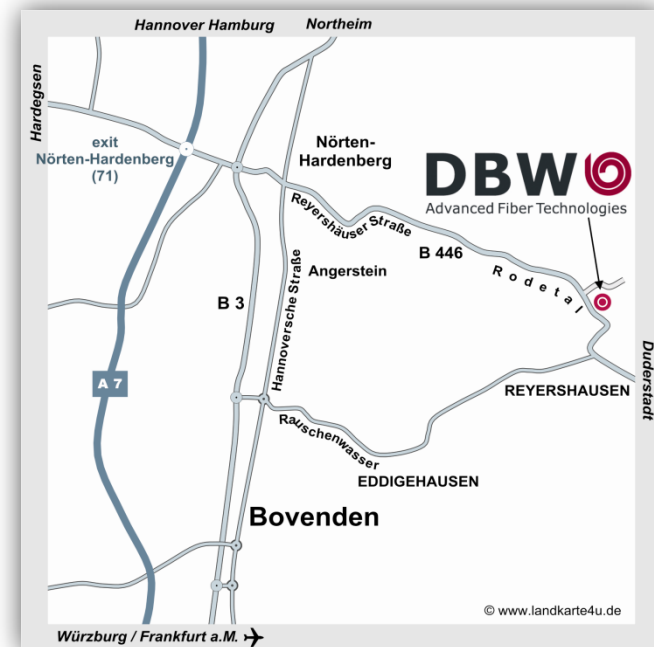 Hannover Hamburg
Northeim
Hardegsen
exit
Nörten-Hardenberg
(71)
Nörten-
Hardenberg
DBW
Advanced Fiber Technologies
Reyershäuser Straße
B 446
Rodetal
Angerstein
B 3
Hannoversche Straße
A 7
Duderstadt
REYERSHAUSEN
Rauschenwasser
EDDIGEHAUSEN
Bovenden
© www.landkarte4u.de
Würzburg / Frankfurt a.M.